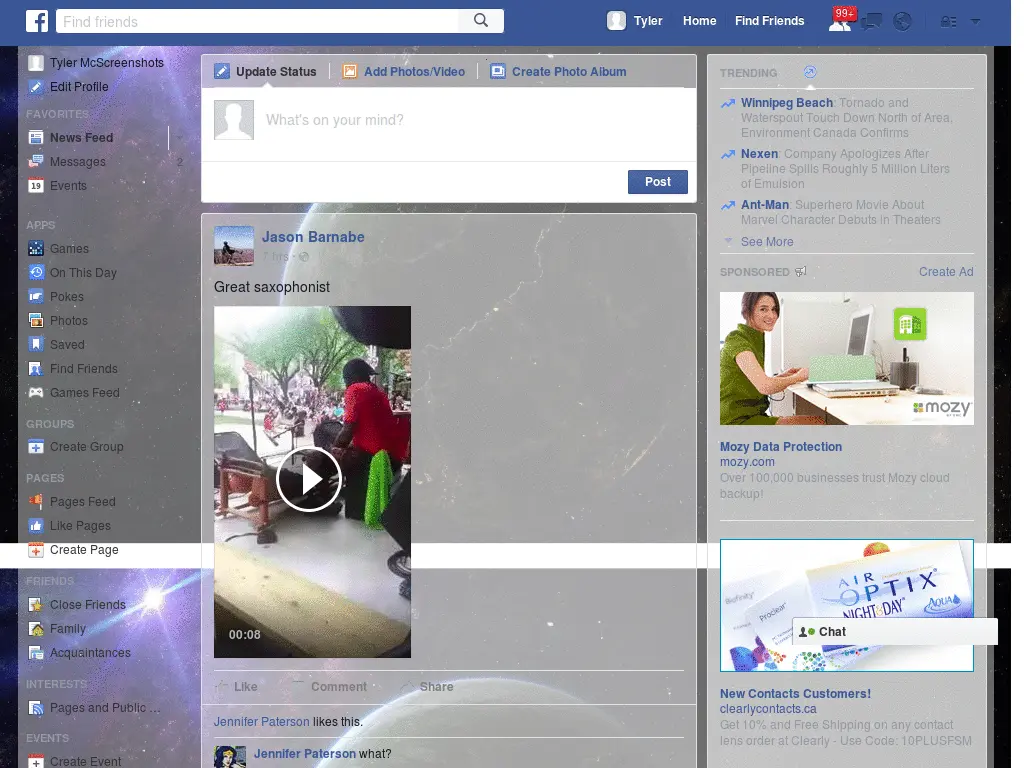 Find friends
Tyler
Home
Find Friends
99+
Tyler McScreenshots
Edit Profile
FAVORITES
News Feed
Messages
2
Events
19
APPS
Games
On This Day
Pokes
Photos
Saved
Find Friends
Games Feed
GROUPS
Create Group
PAGES
Pages Feed
Like Pages
Create Page
FRIENDS
Close Friends
Family
Acquaintances
INTERESTS
Pages and Public ...
EVENTS
Create Event
Update Status
Add Photos/Video
Create Photo Album
What's on your mind?
Post
Jason Barnabe
7 hrs ·
Great saxophonist
00:08
Like
Comment
Share
Jennifer Paterson likes this.
Jennifer Paterson what?
TRENDING
Winnipeg Beach: Tornado and
Waterspout Touch Down North of Area,
Environment Canada Confirms
Nexen: Company Apologizes After
Pipeline Spills Roughly 5 Million Liters
of Emulsion
Ant-Man: Superhero Movie About
Marvel Character Debuts in Theaters
See More
SPONSORED
Create Ad
mozy
Mozy Data Protection
mozy.com
Over 100,000 businesses trust Mozy cloud
backup!
AIR
OPTIX
NIGHT&DAY
AQUA
Biofinity
Proclear
Chat
New Contacts Customers!
clearlycontacts.ca
Get 10% and Free Shipping on any contact
lens order at Clearly - Use Code: 10PLUSFSM